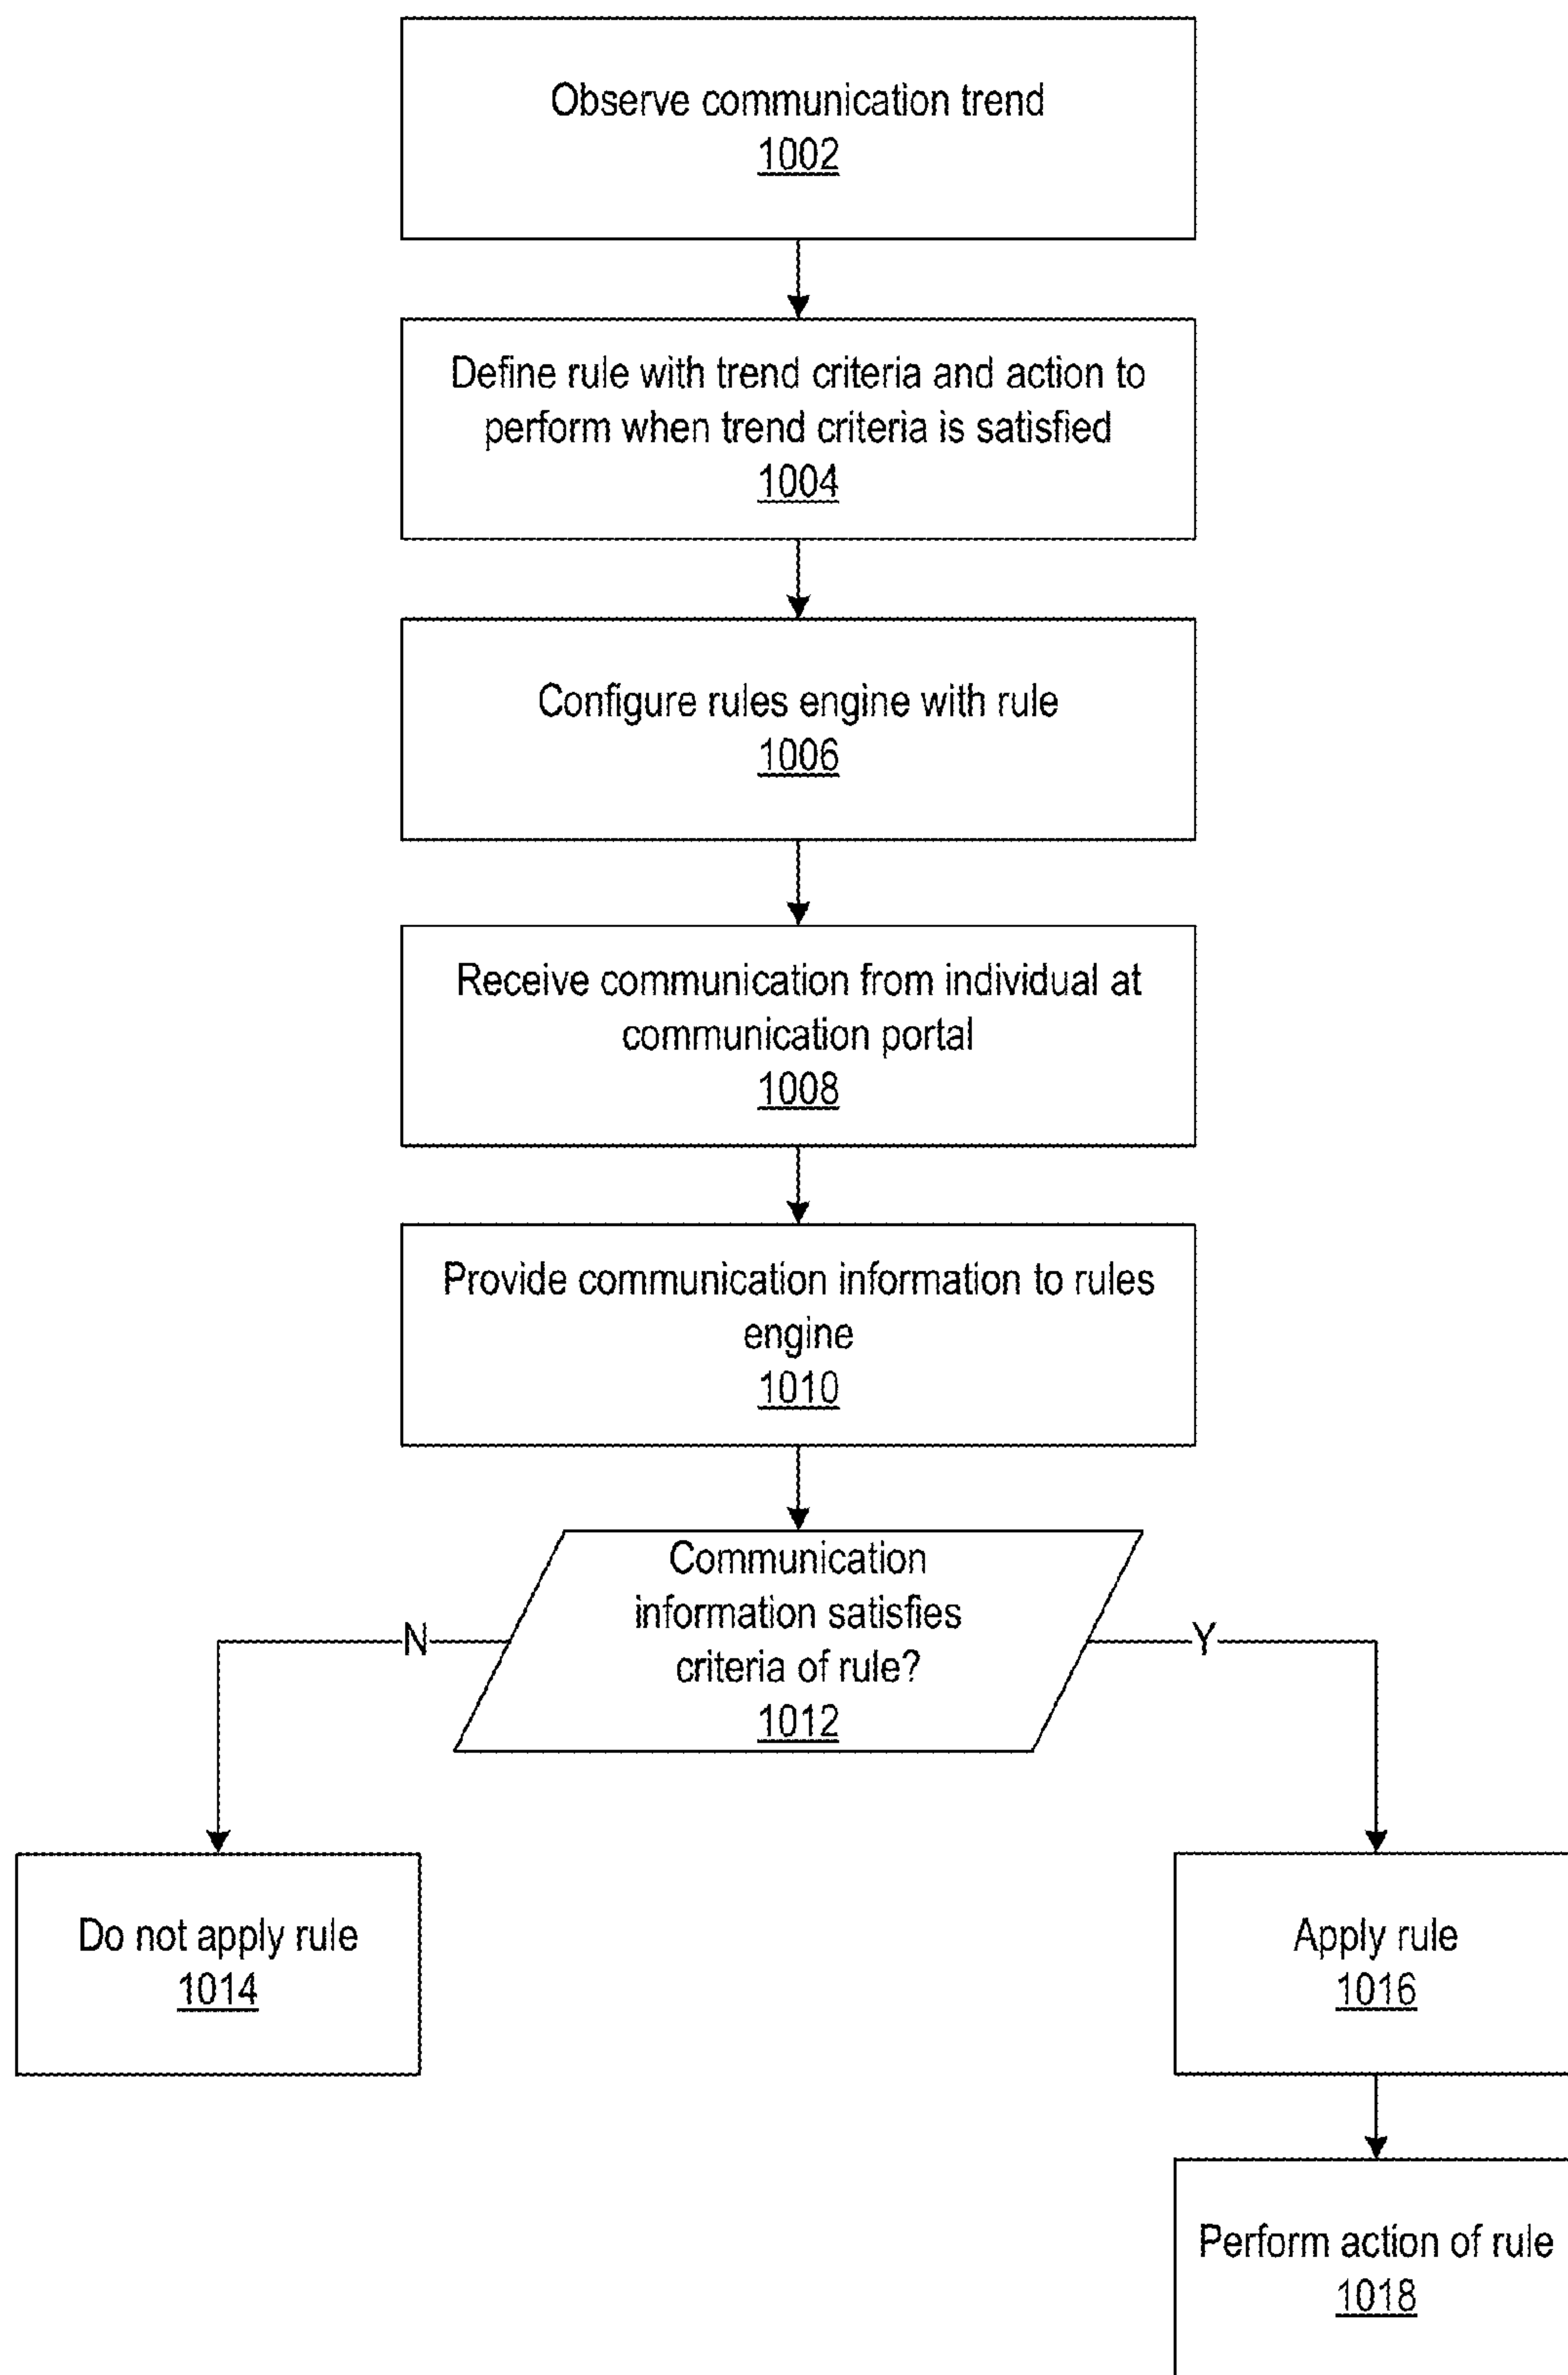 Observe communication trend
1002
Define rule with trend criteria and action to
perform when trend criteria is satisfied
1004
Configure rules engine with rule
1006
Receive communication from individual at
communication portal
1008
Provide communication information to rules
engine
1010
Communication
information satisfies
criteria of rule?
1012
N
Y
Do not apply rule
1014
Apply rule
1016
Perform action of rule
1018